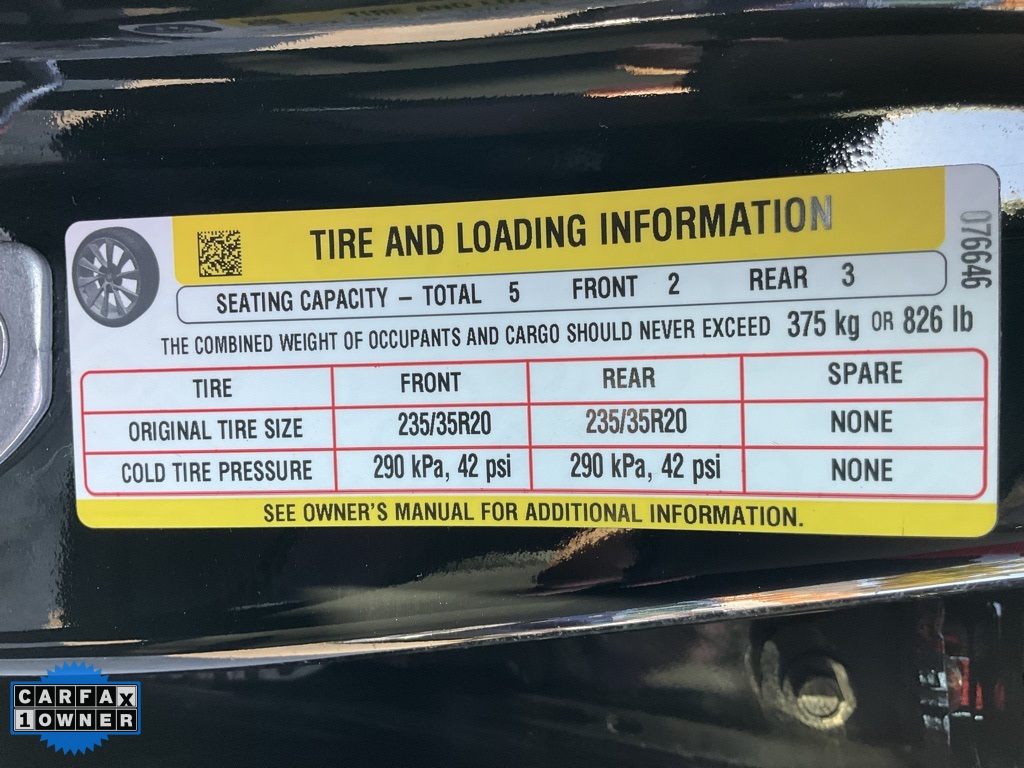 TIRE AND LOADING INFORMATION
076646
SEATING CAPACITY – TOTAL 5 FRONT 2 REAR 3
THE COMBINED WEIGHT OF OCCUPANTS AND CARGO SHOULD NEVER EXCEED 375 kg OR 826 lb
TIRE FRONT REAR SPARE
ORIGINAL TIRE SIZE 235/35R20 235/35R20 NONE
COLD TIRE PRESSURE 290 kPa, 42 psi 290 kPa, 42 psi NONE
SEE OWNER'S MANUAL FOR ADDITIONAL INFORMATION.
CARFAX
1 OWNER